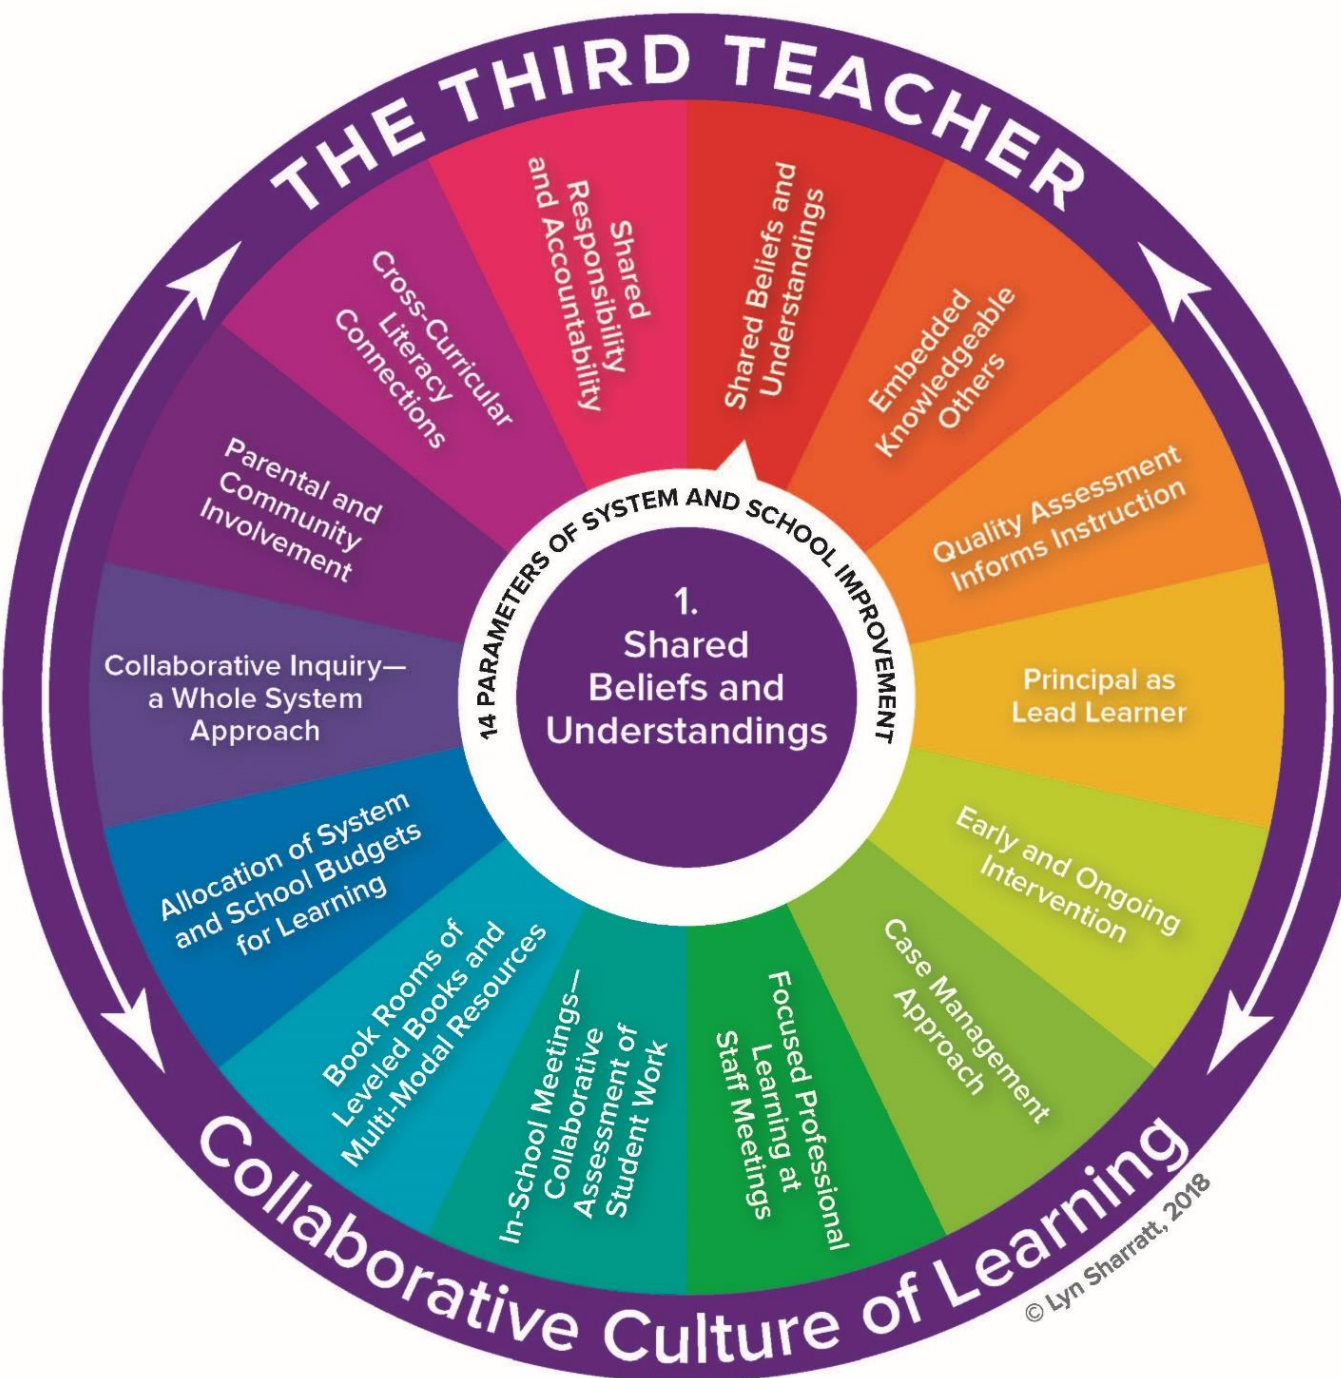 THE THIRD TEACHER
Shared Beliefs and
Understandings
Embedded
Knowledgeable
Others
Quality Assessment
Informs Instruction
Principal as
Lead Learner
Early and Ongoing
Intervention
Case Management
Approach
Focused Professional
Learning at
Staff Meetings
In-School Meetings—
Collaborative
Assessment of
Student Work
Book Rooms of
Leveled Books and
Multi-Modal Resources
Allocation of System
and School Budgets
for Learning
Collaborative Inquiry—
a Whole System
Approach
Parental and
Community
Involvement
Cross-Curricular
Literacy
Connections
Shared
Responsibility
and Accountability
14 PARAMETERS OF SYSTEM AND SCHOOL IMPROVEMENT
1.
Shared
Beliefs and
Understandings
Collaborative Culture of Learning
© Lyn Sharratt, 2018